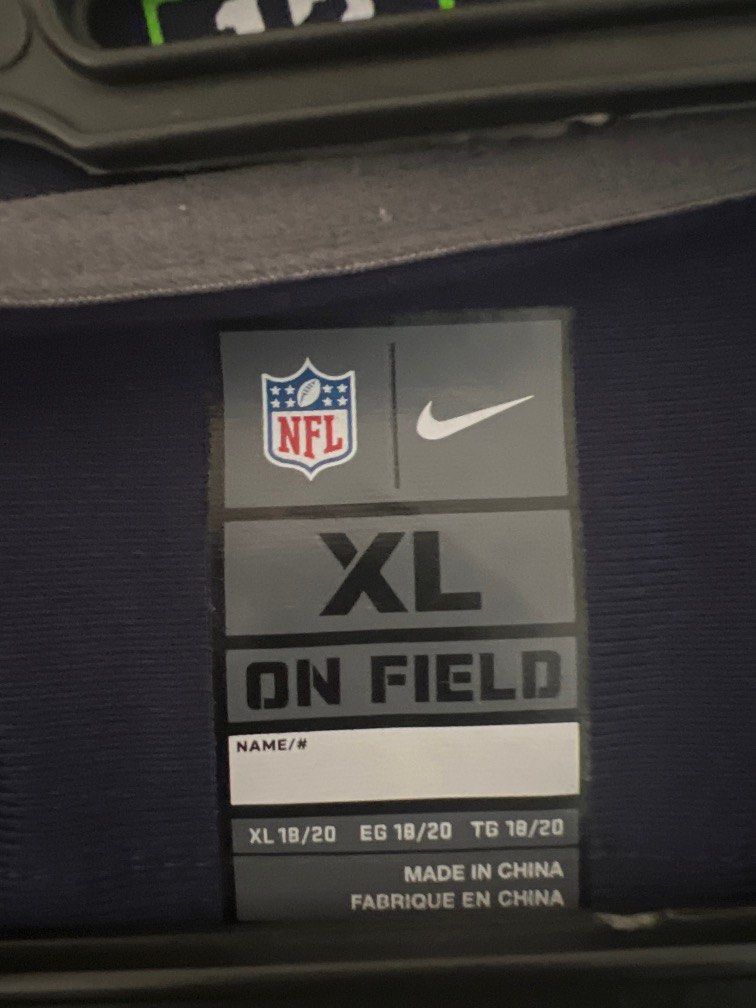 12
NFL
XL
ON FIELD
NAME/#
XL 18/20 EG 18/20 TG 18/20
MADE IN CHINA
FABRIQUE EN CHINA